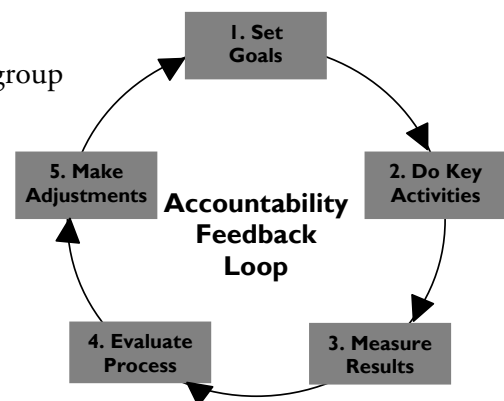 1. Set
Goals
group
5. Make
Adjustments
2. Do Key
Activities
Accountability
Feedback
Loop
4. Evaluate
Process
3. Measure
Results